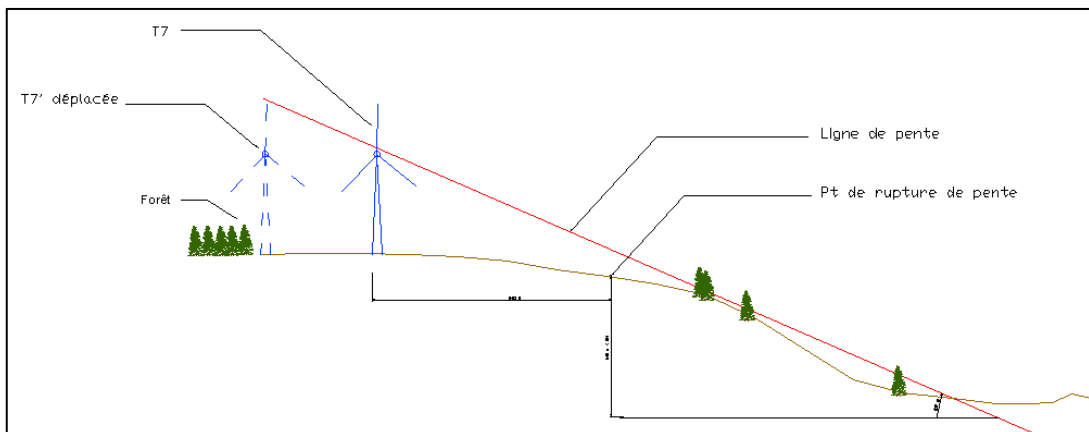 T7
T7' déplacée
Ligne de pente
Pt de rupture de pente
Forêt